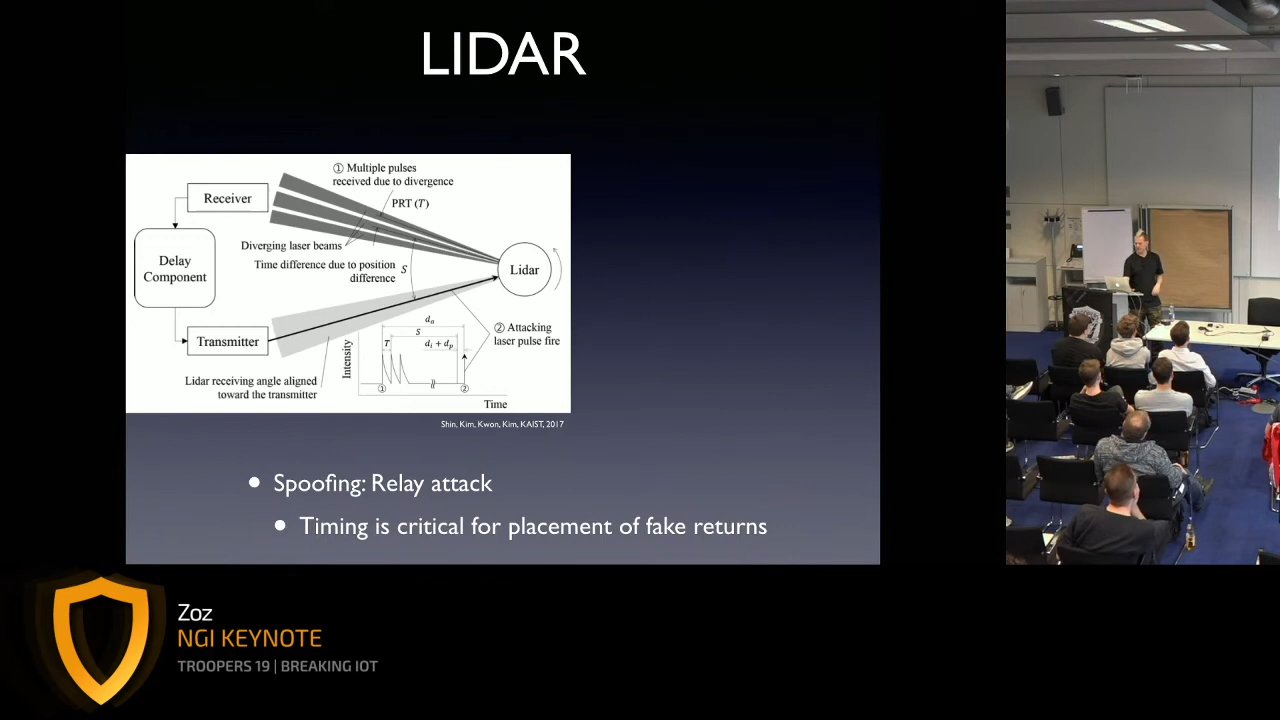 LIDAR
① Multiple pulses
received due to divergence
PRT (T)
Receiver
Diverging laser beams
Delay
Component
Time difference due to position
difference
S
Lidar
② Attacking
laser pulse fire
Transmitter
Lidar receiving angle aligned
toward the transmitter
Intensity
dₐ
S
T
dᵢ + dₚ
①
②
Time
Shin, Kim, Kwon, Kim, KAIST, 2017
• Spoofing: Relay attack
• Timing is critical for placement of fake returns
Zoz
NGI KEYNOTE
TROOPERS 19 | BREAKING IOT